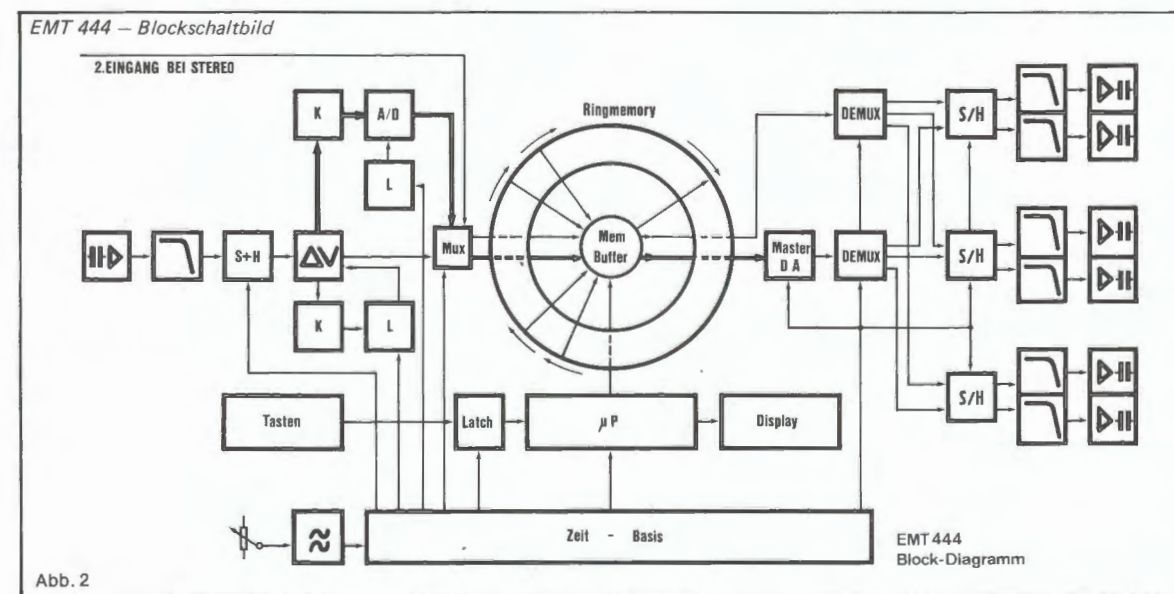 EMT 444 – Blockschaltbild
2.EINGANG BEI STEREO
K
A/D
L
S+H
ΔV
K
L
Mux
Ringmemory
Mem
Buffer
Master
D A
DEMUX
DEMUX
S/H
S/H
S/H
Tasten
Latch
µP
Display
≈
Zeit - Basis
EMT 444
Block-Diagramm
Abb. 2